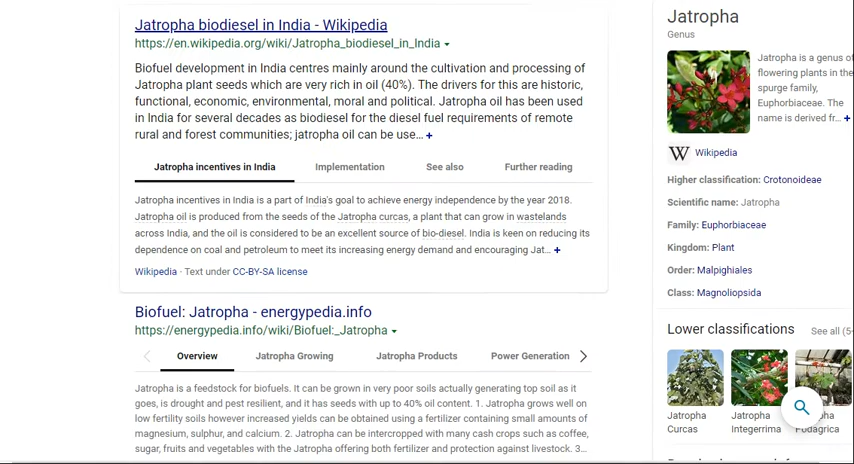 Jatropha biodiesel in India - Wikipedia
https://en.wikipedia.org/wiki/Jatropha_biodiesel_in_India
Biofuel development in India centres mainly around the cultivation and processing of
Jatropha plant seeds which are very rich in oil (40%). The drivers for this are historic,
functional, economic, environmental, moral and political. Jatropha oil has been used
in India for several decades as biodiesel for the diesel fuel requirements of remote
rural and forest communities; jatropha oil can be use… +
Jatropha incentives in India Implementation See also Further reading
Jatropha incentives in India is a part of India's goal to achieve energy independence by the year 2018.
Jatropha oil is produced from the seeds of the Jatropha curcas, a plant that can grow in wastelands
across India, and the oil is considered to be an excellent source of bio-diesel. India is keen on reducing its
dependence on coal and petroleum to meet its increasing energy demand and encouraging Jat… +
Wikipedia · Text under CC-BY-SA license
Biofuel: Jatropha - energypedia.info
https://energypedia.info/wiki/Biofuel:_Jatropha
Overview Jatropha Growing Jatropha Products Power Generation
Jatropha is a feedstock for biofuels. It can be grown in very poor soils actually generating top soil as it
goes, is drought and pest resilient, and it has seeds with up to 40% oil content. 1. Jatropha grows well on
low fertility soils however increased yields can be obtained using a fertilizer containing small amounts of
magnesium, sulphur, and calcium. 2. Jatropha can be intercropped with many cash crops such as coffee,
sugar, fruits and vegetables with the Jatropha offering both fertilizer and protection against livestock. 3…
Jatropha
Genus
Jatropha is a genus of
flowering plants in the
spurge family,
Euphorbiaceae. The
name is derived fr… +
W Wikipedia
Higher classification: Crotonoideae
Scientific name: Jatropha
Family: Euphorbiaceae
Kingdom: Plant
Order: Malpighiales
Class: Magnoliopsida
Lower classifications See all (5+
Jatropha
Curcas
Jatropha
Integerrima
Podagrica